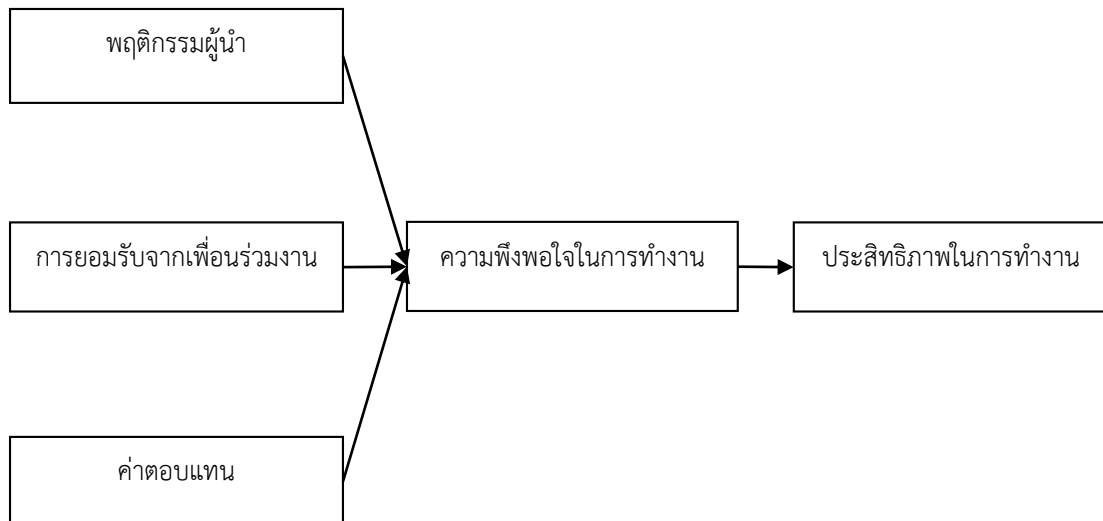 พฤติกรรมผู้นำ
การยอมรับจากเพื่อนร่วมงาน
ความพึงพอใจในการทำงาน
ประสิทธิภาพในการทำงาน
ค่าตอบแทน